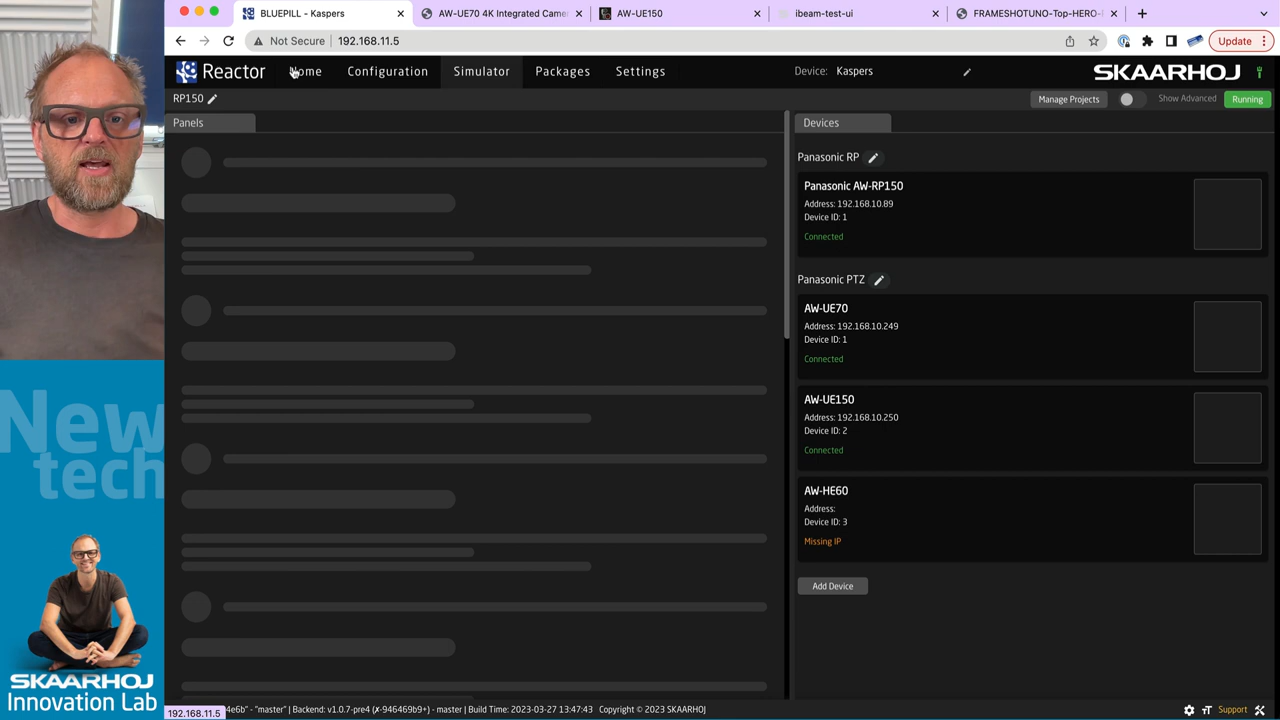 BLUEPILL - Kaspers
AW-UE70 4K Integrated Cam
AW-UE150
ibeam-test-ui
FRAMESHOTUNO-Top-HERO-
Not Secure
192.168.11.5
Update
Reactor
Home
Configuration
Simulator
Packages
Settings
Device:
Kaspers
SKAARHOJ
RP150
Manage Projects
Show Advanced
Running
Panels
Devices
Panasonic RP
Panasonic AW-RP150
Address: 192.168.10.89
Device ID: 1
Connected
Panasonic PTZ
AW-UE70
Address: 192.168.10.249
Device ID: 1
Connected
AW-UE150
Address: 192.168.10.250
Device ID: 2
Connected
AW-HE60
Address:
Device ID: 3
Missing IP
Add Device
New
tech
SKAARHOJ
Innovation Lab
192.168.11.5
4e6b" - "master" | Backend: v1.0.7-pre4 (✗-946469b9+) - master | Build Time: 2023-03-27 13:47:43 Copyright © 2023 SKAARHOJ
Support